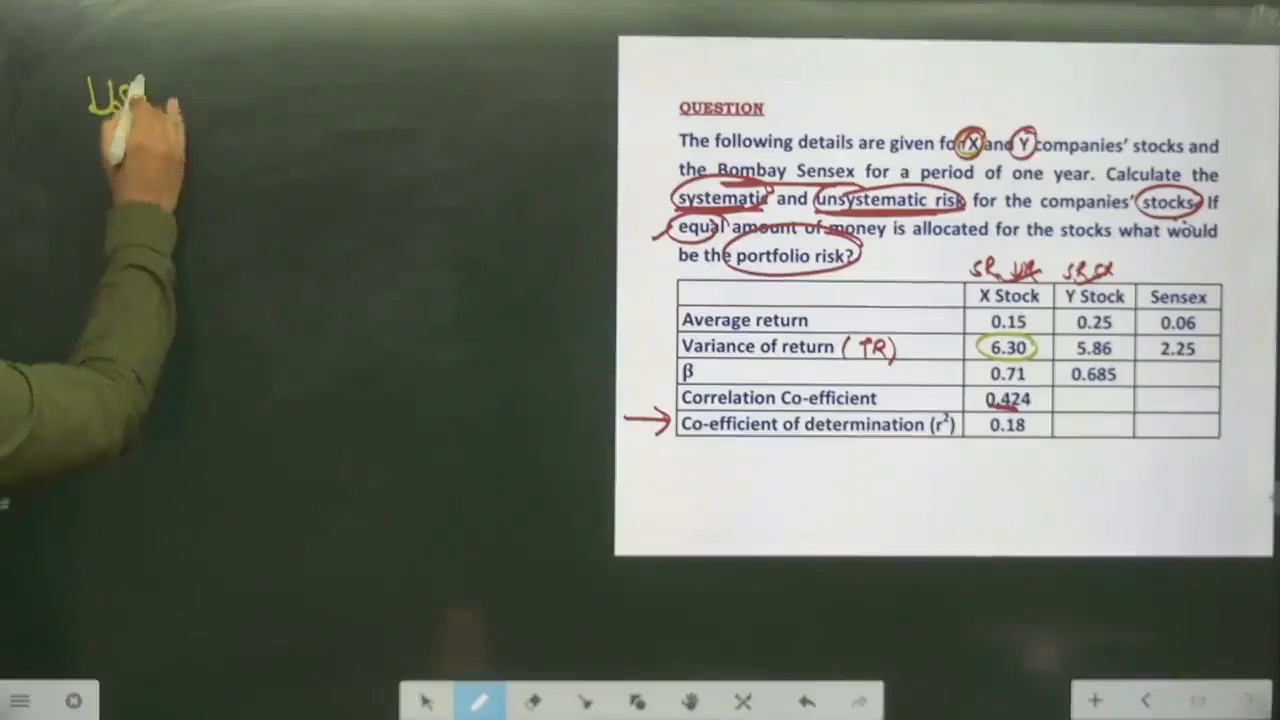 Us
QUESTION
The following details are given for X and Y companies' stocks and
the Bombay Sensex for a period of one year. Calculate the
systematic and unsystematic risk for the companies' stocks. If
equal amount of money is allocated for the stocks what would
be the portfolio risk?
SR UR SR
X Stock Y Stock Sensex
Average return 0.15 0.25 0.06
Variance of return (TR) 6.30 5.86 2.25
β 0.71 0.685
Correlation Co-efficient 0.424
Co-efficient of determination (r²) 0.18